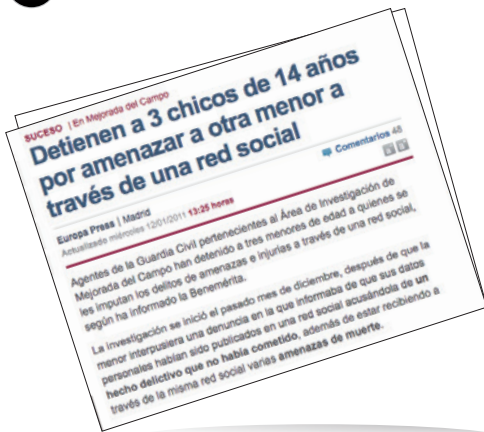 SUCESO | En Mejorada del Campo
Detienen a 3 chicos de 14 años
por amenazar a otra menor a
través de una red social
Comentarios 48
Europa Press | Madrid
Actualizado miércoles 12/01/2011 13:25 horas
Agentes de la Guardia Civil pertenecientes al Área de Investigación de
Mejorada del Campo han detenido a tres menores de edad a quienes se
les imputan los delitos de amenazas e injurias a través de una red social,
según ha informado la Benemérita.
La investigación se inició el pasado mes de diciembre, después de que la
menor interpusiera una denuncia en la que informaba de que sus datos
personales habían sido publicados en una red social acusándola de un
hecho delictivo que no había cometido, además de estar recibiendo a
través de la misma red social varias amenazas de muerte.